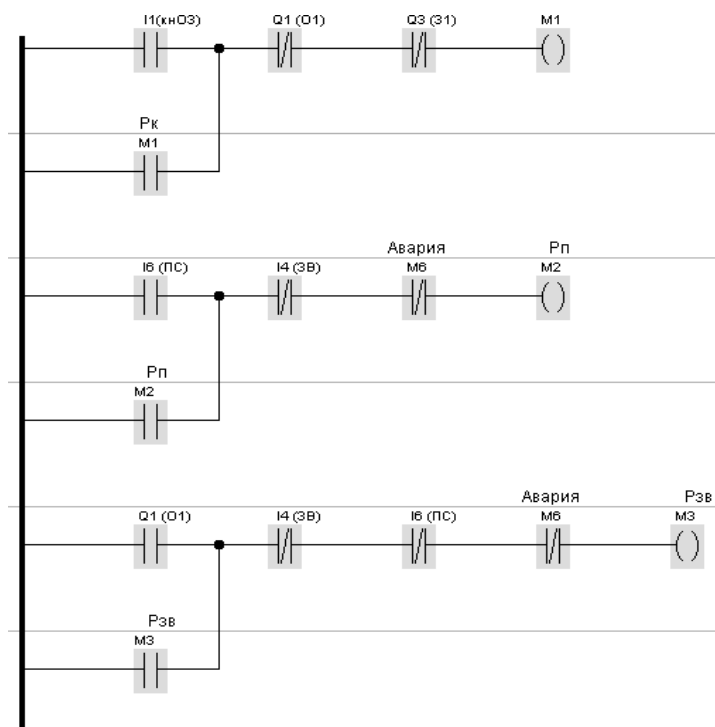 I1(кнОЗ) Q1 (О1) Q3 (З1) M1
Рк
M1
Авария Рп
I6 (ПС) I4 (ЗВ) M6 M2
Рп
M2
Авария Рзв
Q1 (О1) I4 (ЗВ) I6 (ПС) M6 M3
Рзв
M3